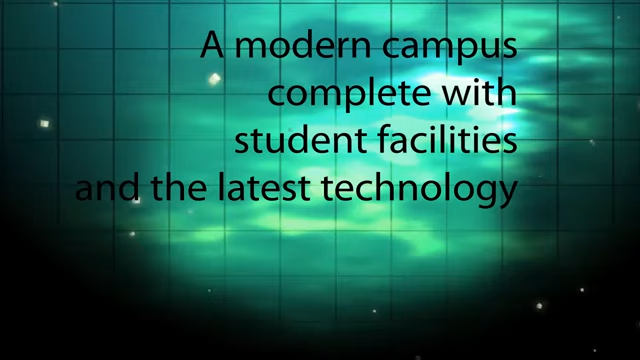 A modern campus
complete with
student facilities
and the latest technology